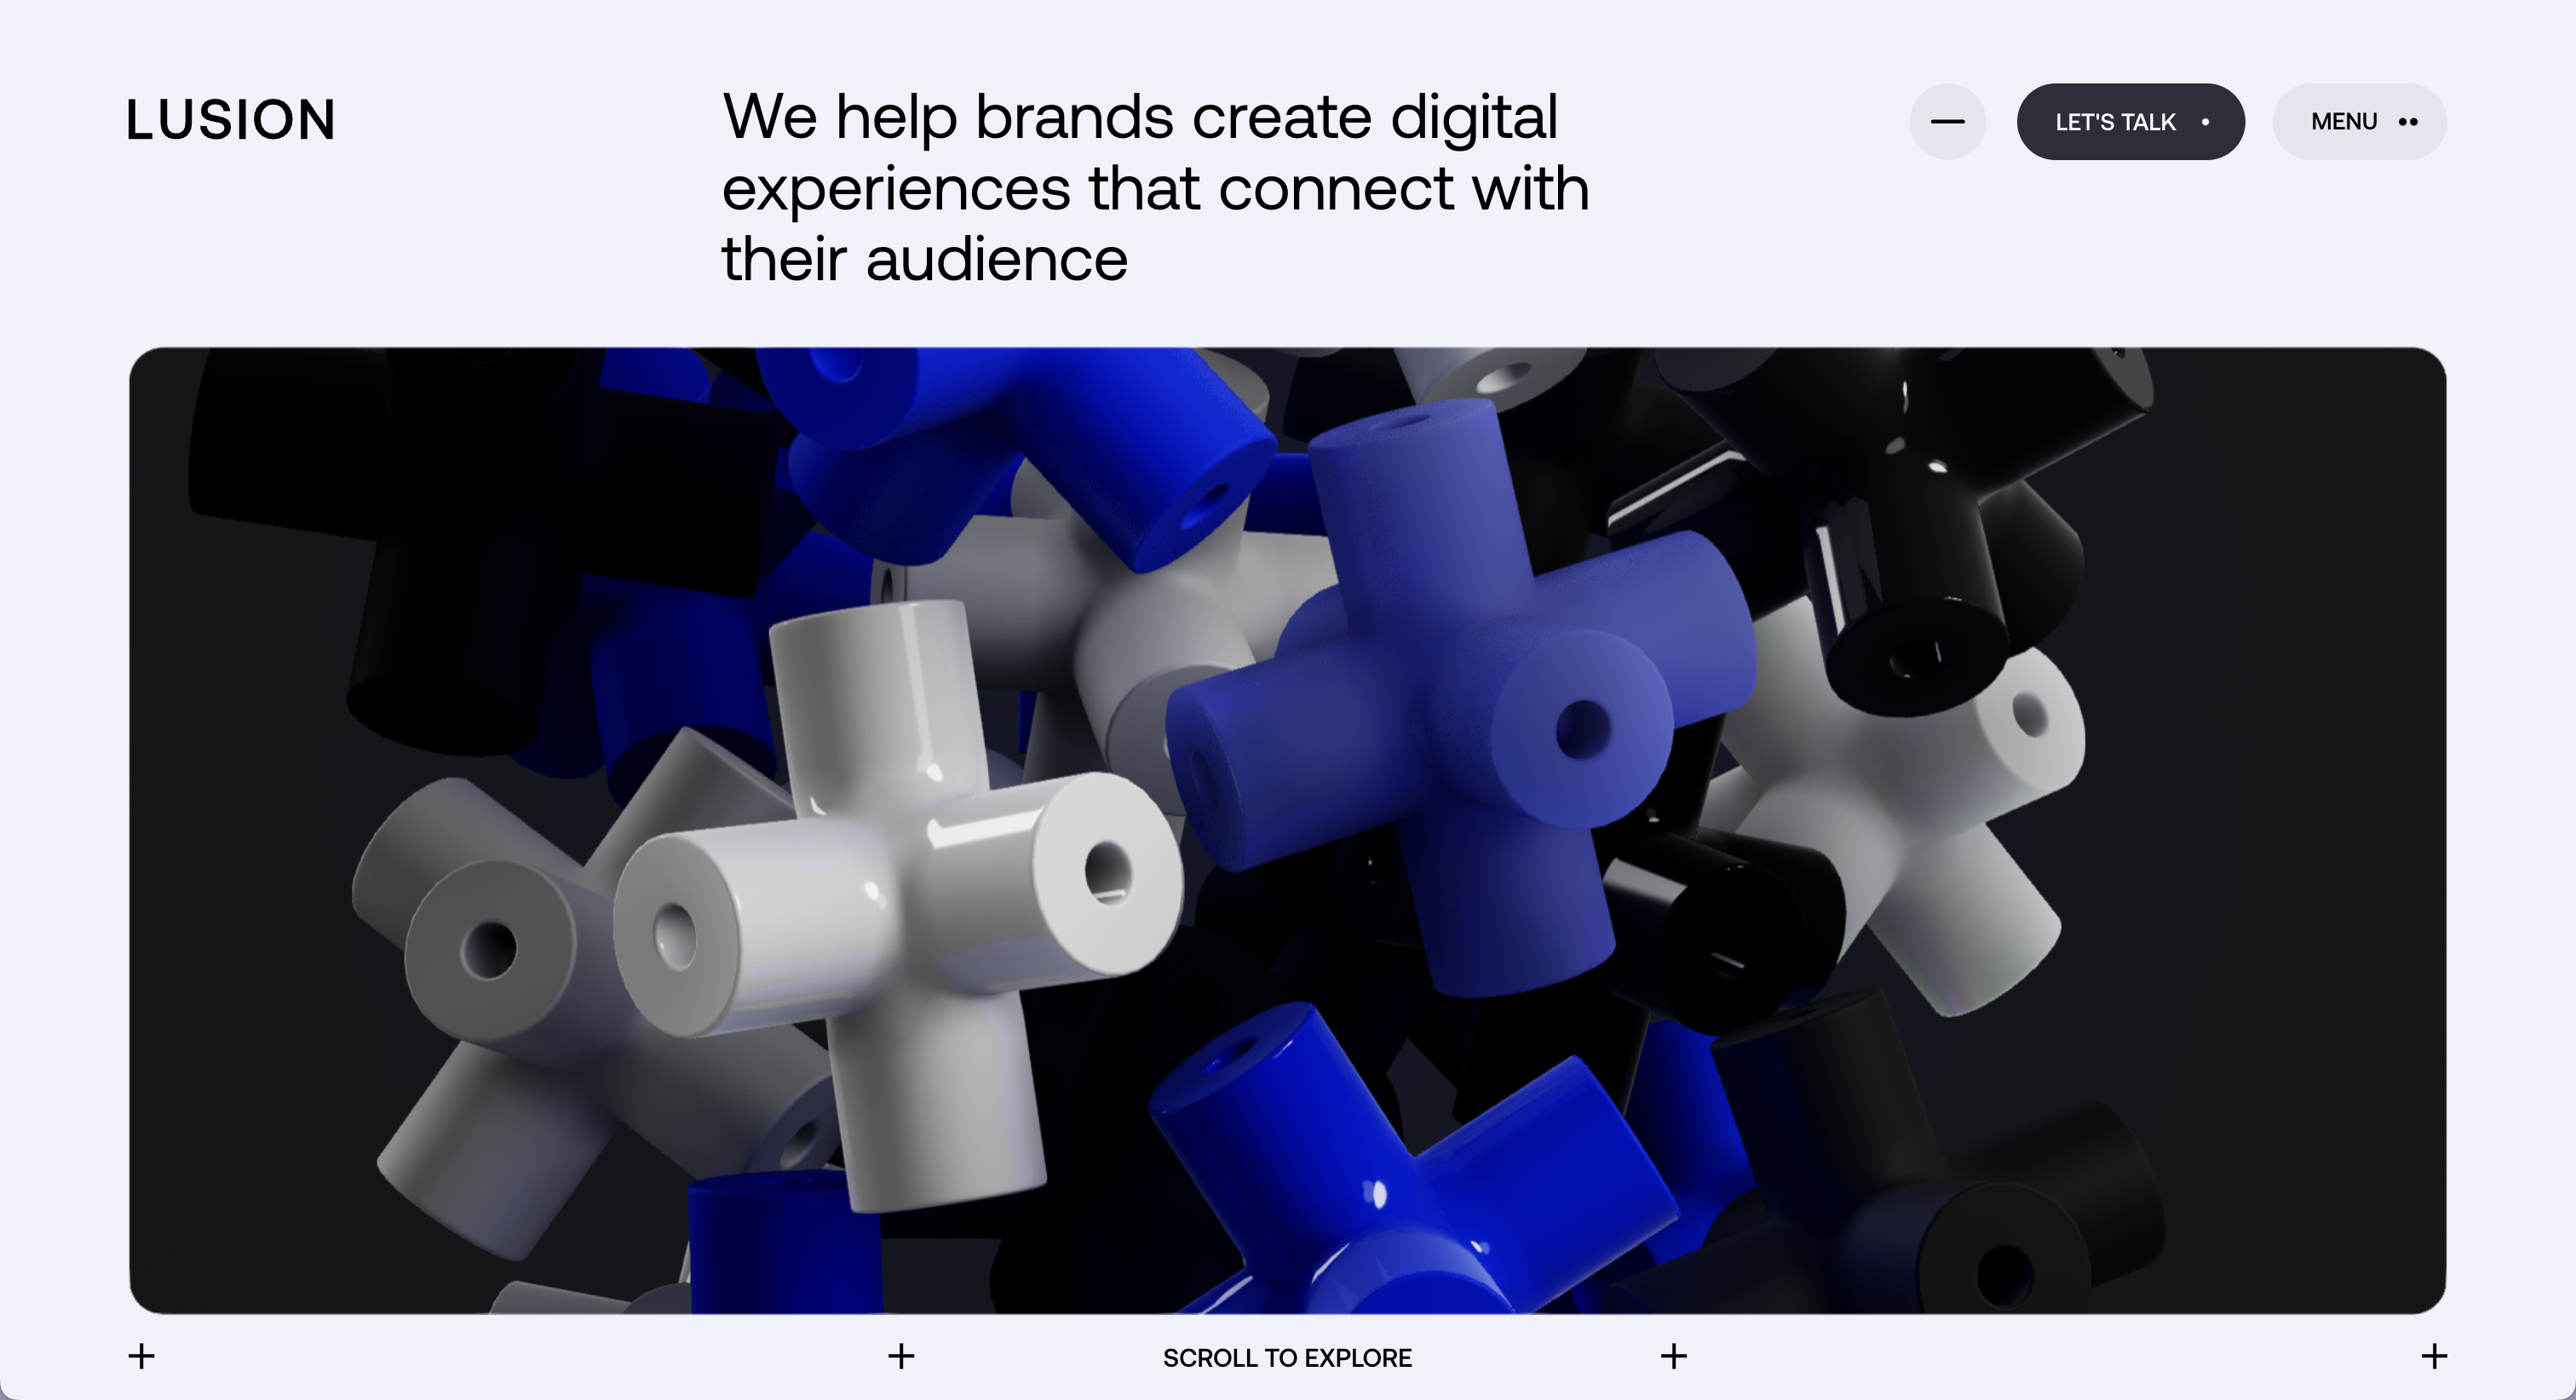 LUSION
We help brands create digital
experiences that connect with
their audience
LET'S TALK
MENU
SCROLL TO EXPLORE